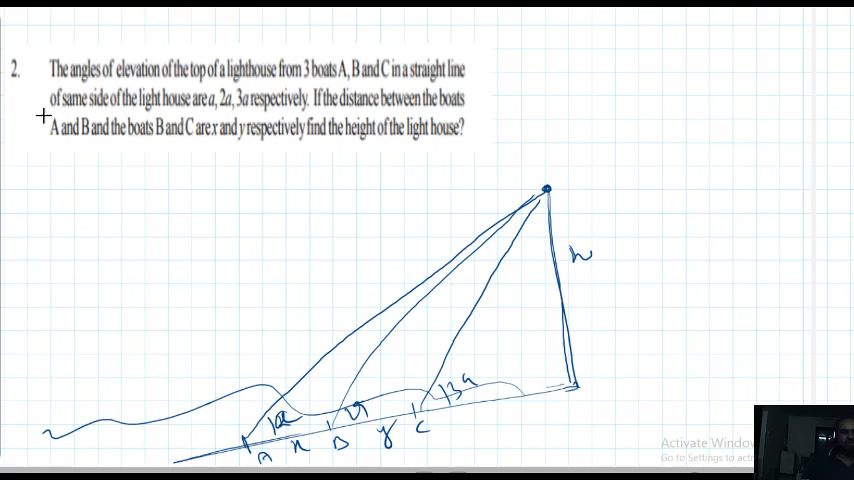 2. The angles of elevation of the top of a lighthouse from 3 boats A, B and C in a straight line
of same side of the light house are a, 2a, 3a respectively. If the distance between the boats
A and B and the boats B and C are x and y respectively find the height of the light house?
h
3a
A x B y C
Activate Window
Go to Settings to acti